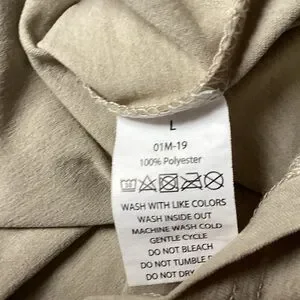 L
01M-19
100% Polyester
WASH WITH LIKE COLORS
WASH INSIDE OUT
MACHINE WASH COLD
GENTLE CYCLE
DO NOT BLEACH
DO NOT TUMBLE
DO NOT DRY